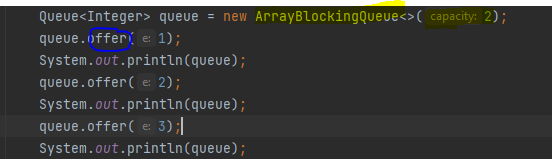 Queue<Integer> queue = new ArrayBlockingQueue<>( capacity: 2);
queue.offer( e: 1);
System.out.println(queue);
queue.offer( e: 2);
System.out.println(queue);
queue.offer( e: 3);
System.out.println(queue);